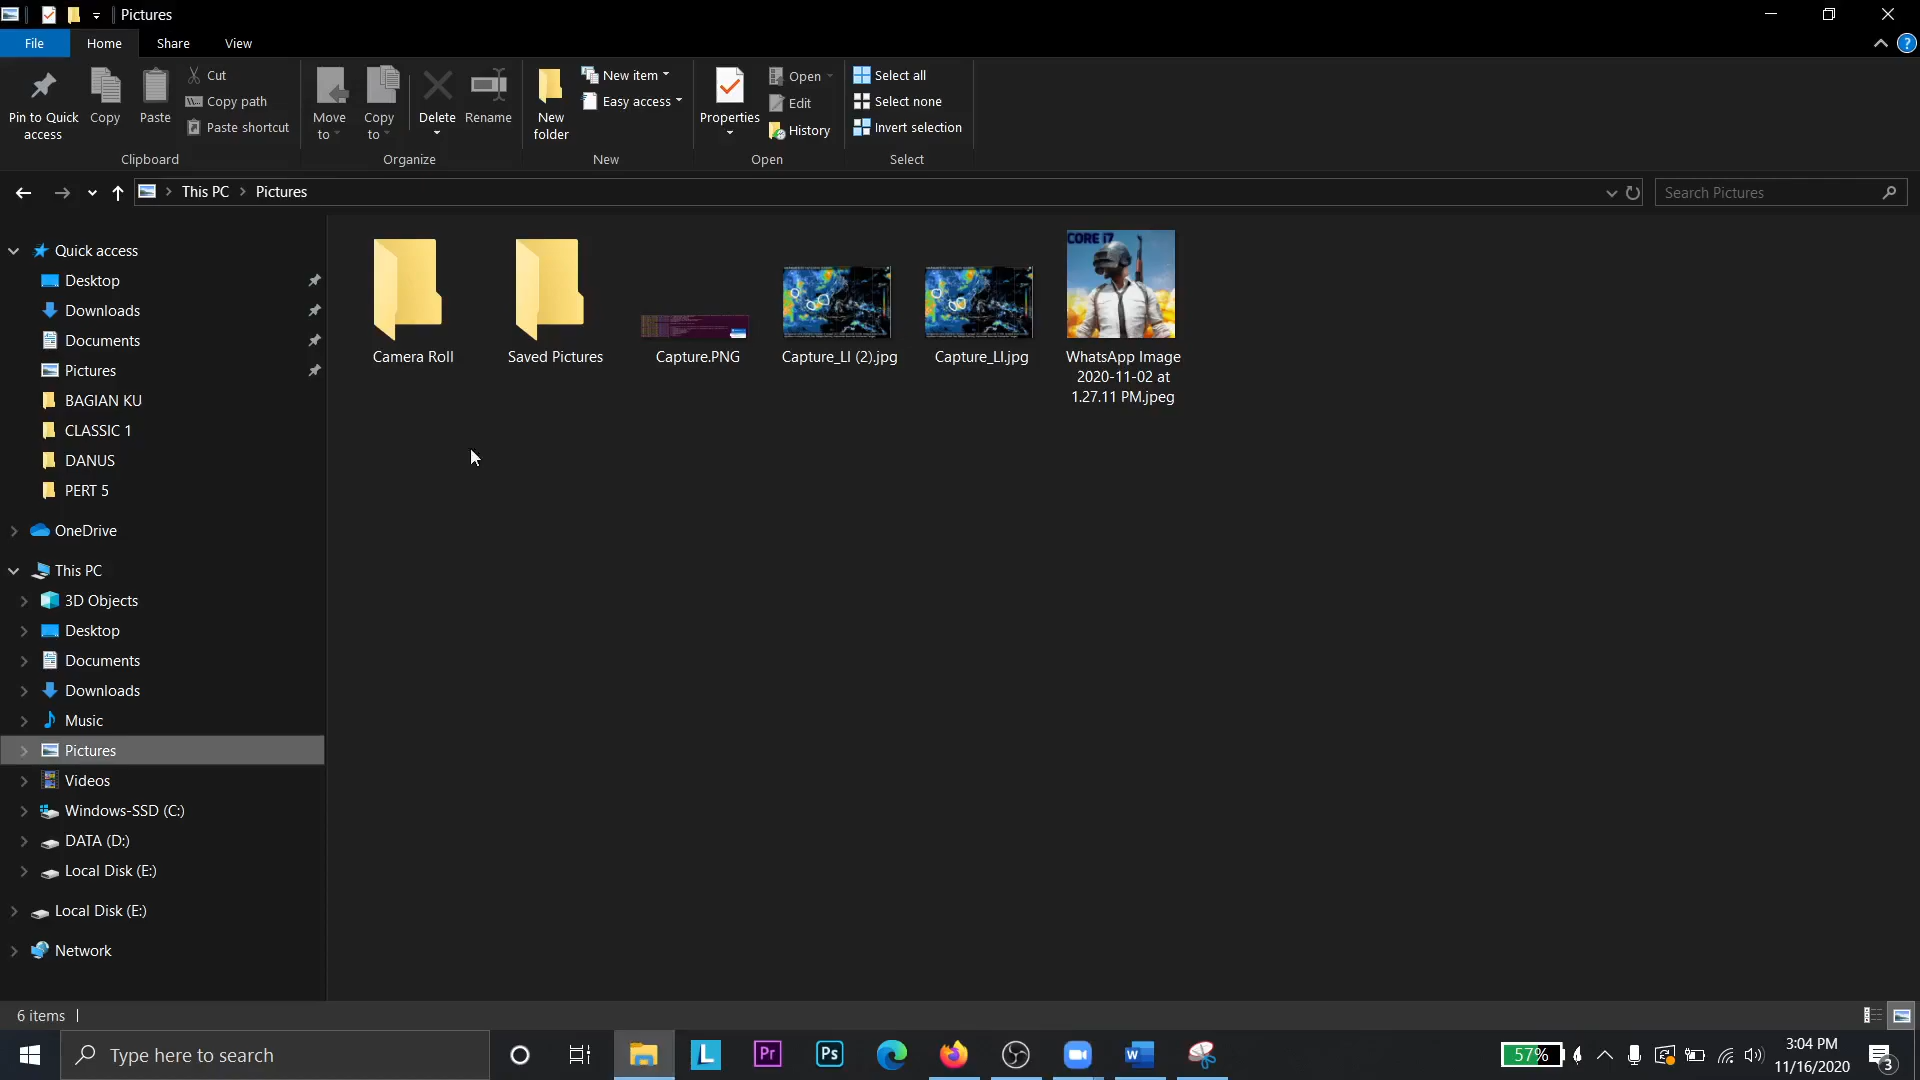 Pictures
File
Home
Share
View
Pin to Quick
access
Copy
Paste
Cut
Copy path
Paste shortcut
Clipboard
Move
to
Copy
to
Delete
Rename
Organize
New
folder
New item
Easy access
New
Properties
Open
Edit
History
Open
Select all
Select none
Invert selection
Select
This PC
Pictures
Search Pictures
Quick access
Desktop
Downloads
Documents
Pictures
BAGIAN KU
CLASSIC 1
DANUS
PERT 5
OneDrive
This PC
3D Objects
Desktop
Documents
Downloads
Music
Pictures
Videos
Windows-SSD (C:)
DATA (D:)
Local Disk (E:)
Local Disk (E:)
Network
Camera Roll
Saved Pictures
Capture.PNG
Capture_LI (2).jpg
Capture_LI.jpg
CORE i7
WhatsApp Image
2020-11-02 at
1.27.11 PM.jpeg
6 items
Type here to search
L
Pr
Ps
W
57%
3:04 PM
11/16/2020
3